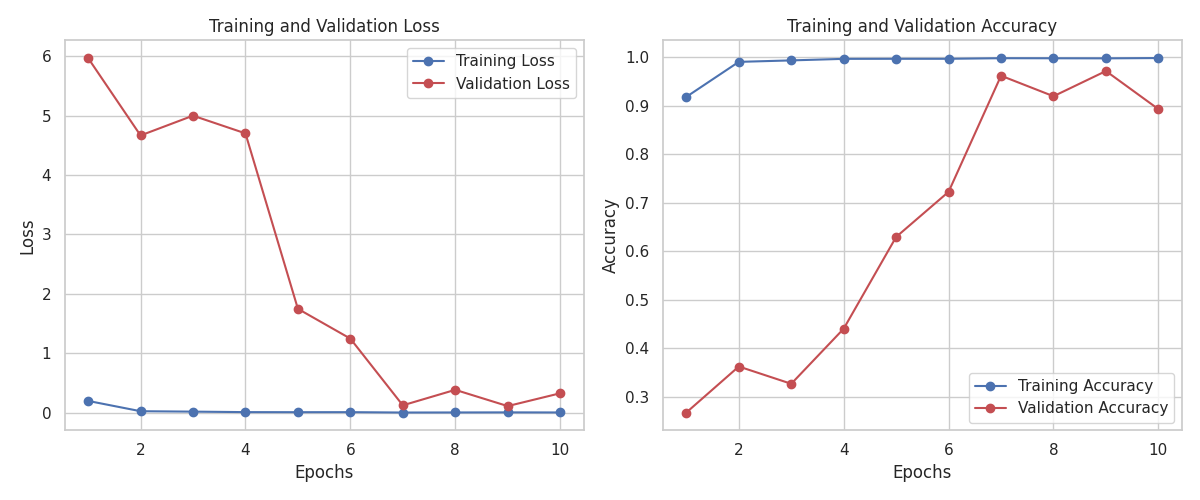 Training and Validation Loss
6
5
4
3
2
1
0
Loss
2
4
6
8
10
Epochs
Training Loss
Validation Loss
Training and Validation Accuracy
1.0
0.9
0.8
0.7
0.6
0.5
0.4
0.3
Accuracy
2
4
6
8
10
Epochs
Training Accuracy
Validation Accuracy